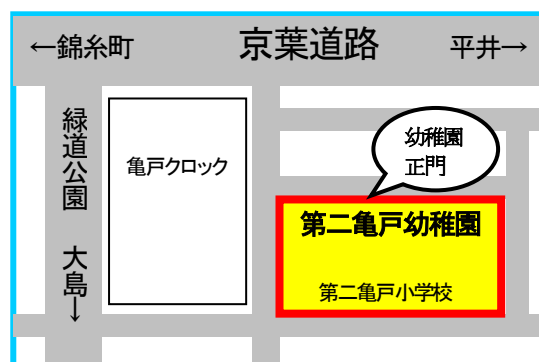 ←錦糸町
京葉道路
平井→
緑道公園
大島→
亀戸クロック
幼稚園
正門
第二亀戸幼稚園
第二亀戸小学校